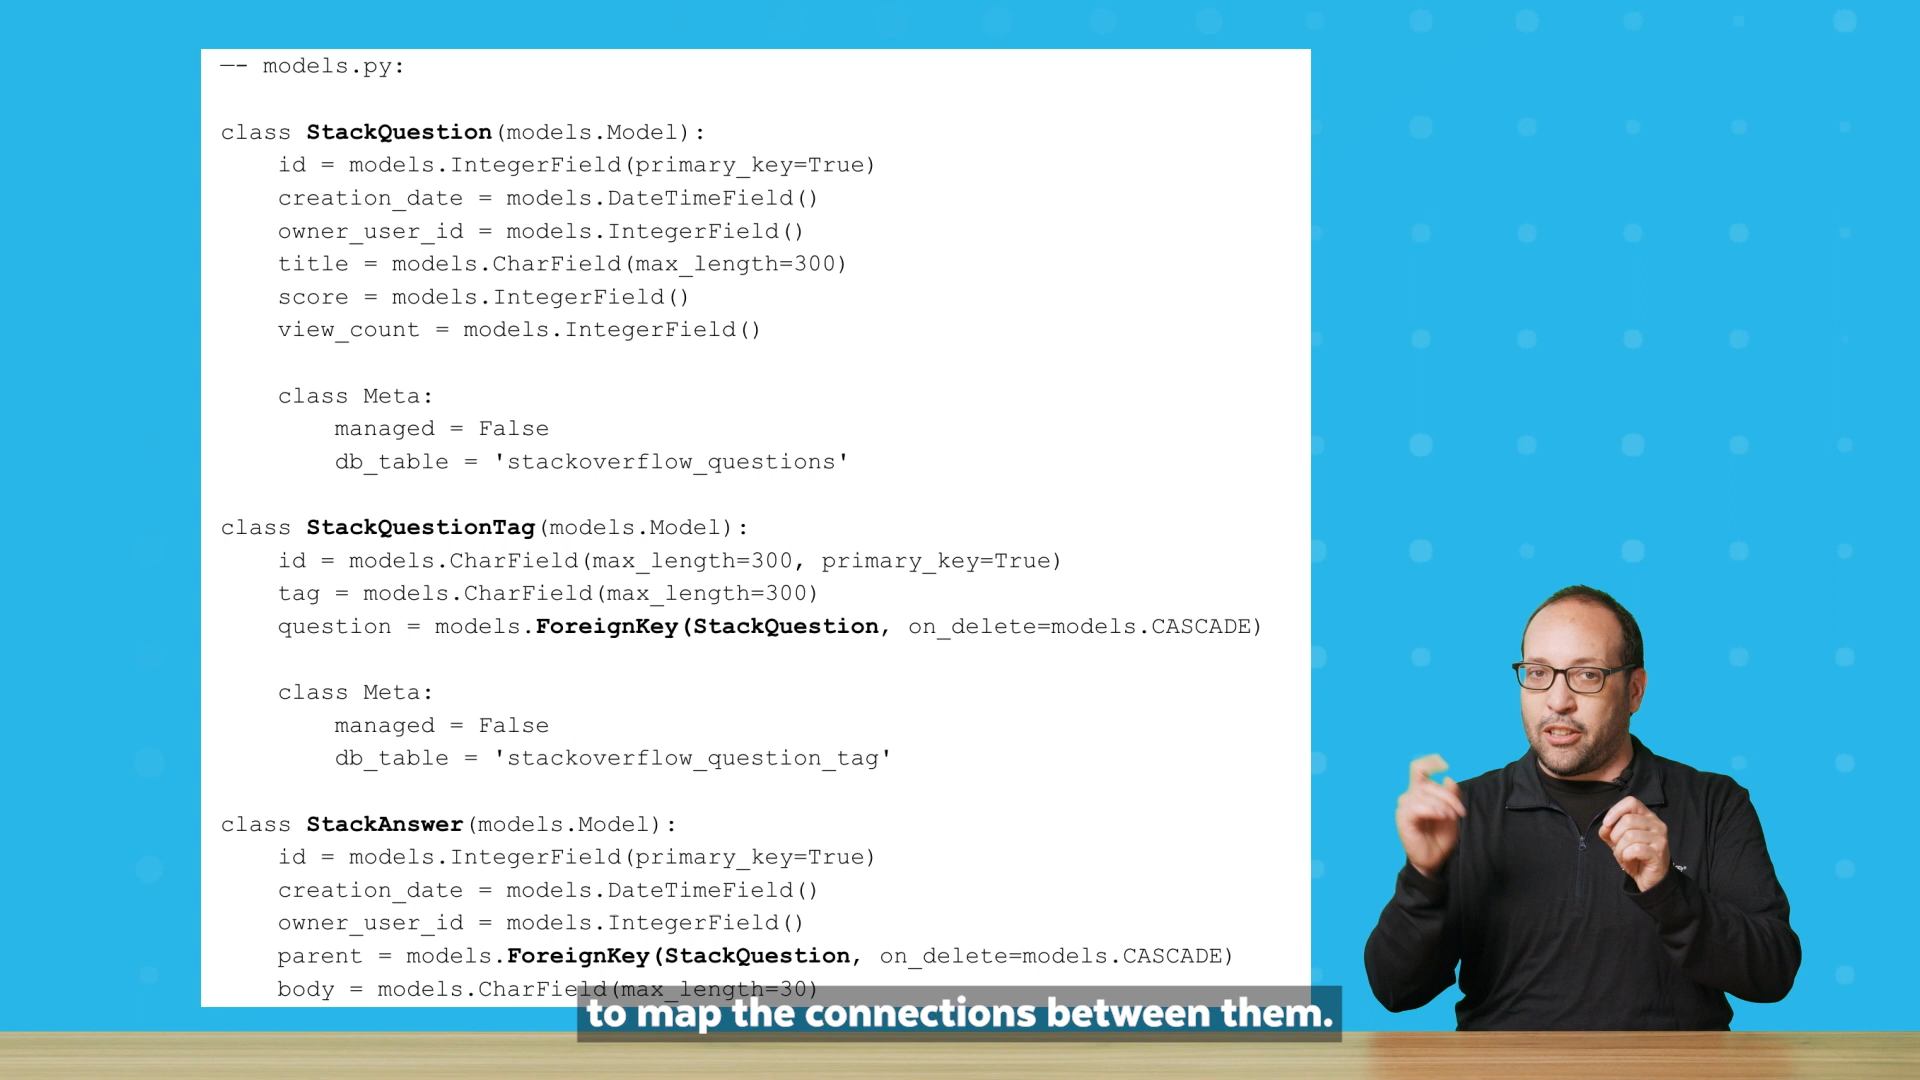 —- models.py:
class StackQuestion(models.Model):
id = models.IntegerField(primary_key=True)
creation_date = models.DateTimeField()
owner_user_id = models.IntegerField()
title = models.CharField(max_length=300)
score = models.IntegerField()
view_count = models.IntegerField()
class Meta:
managed = False
db_table = 'stackoverflow_questions'
class StackQuestionTag(models.Model):
id = models.CharField(max_length=300, primary_key=True)
tag = models.CharField(max_length=300)
question = models.ForeignKey(StackQuestion, on_delete=models.CASCADE)
class Meta:
managed = False
db_table = 'stackoverflow_question_tag'
class StackAnswer(models.Model):
id = models.IntegerField(primary_key=True)
creation_date = models.DateTimeField()
owner_user_id = models.IntegerField()
parent = models.ForeignKey(StackQuestion, on_delete=models.CASCADE)
body = models.CharField(max_length=30)
to map the connections between them.